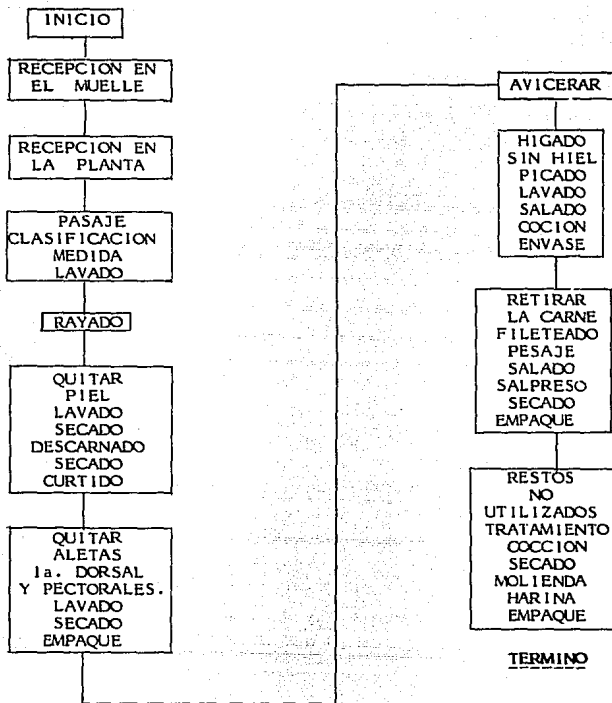 INICIO
RECEPCION EN
EL MUELLE
RECEPCION EN
LA PLANTA
PASAJE
CLASIFICACION
MEDIDA
LAVADO
RAYADO
QUITAR
PIEL
LAVADO
SECADO
DESCARNADO
SECADO
CURTIDO
QUITAR
ALETAS
1a. DORSAL
Y PECTORALES.
LAVADO
SECADO
EMPAQUE
AVICERAR
HIGADO
SIN HIEL
PICADO
LAVADO
SALADO
COCION
ENVASE
RETIRAR
LA CARNE
FILETEADO
PESAJE
SALADO
SALPRESO
SECADO
EMPAQUE
RESTOS
NO
UTILIZADOS
TRATAMIENTO
COCCION
SECADO
MOLIENDA
HARINA
EMPAQUE
TERMINO